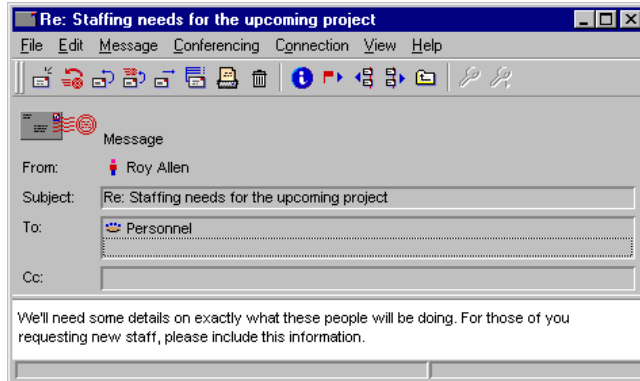 Re: Staffing needs for the upcoming project
File Edit Message Conferencing Connection View Help
Message
From: Roy Allen
Subject: Re: Staffing needs for the upcoming project
To: Personnel
Cc:
We'll need some details on exactly what these people will be doing. For those of you
requesting new staff, please include this information.